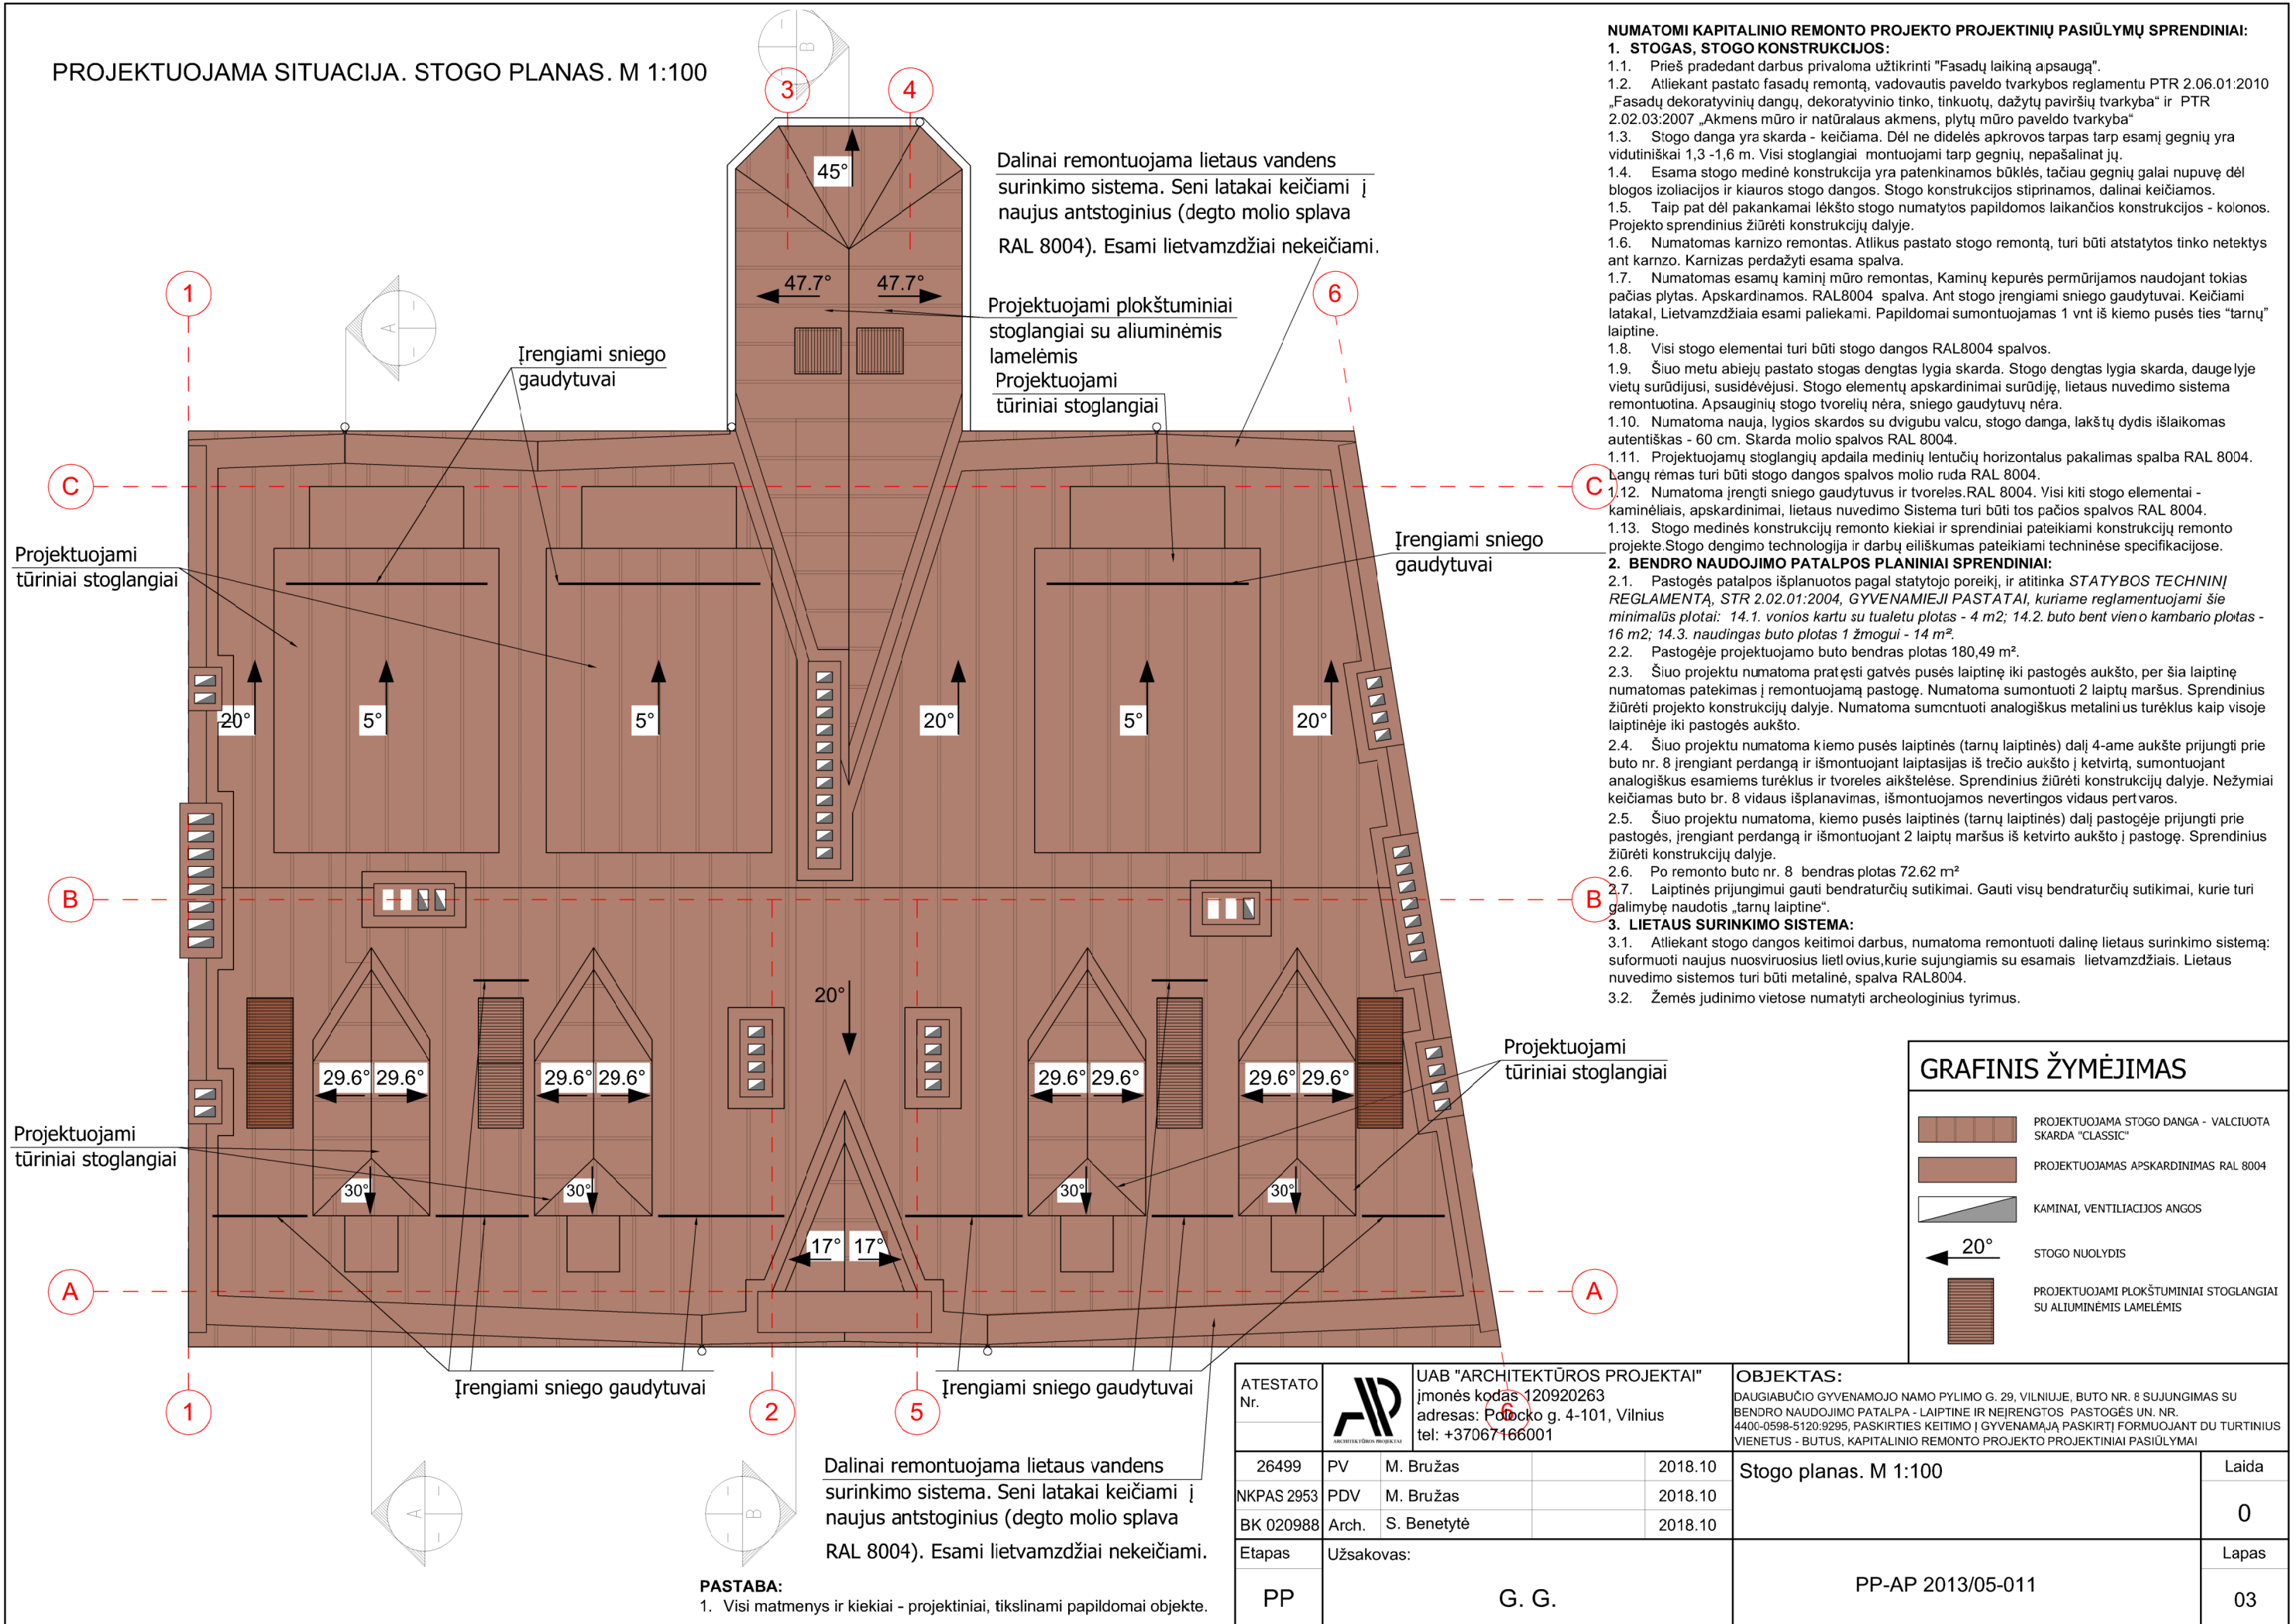 PROJEKTUOJAMA SITUACIJA. STOGO PLANAS. M 1:100
B
3
4
45°
Dalinai remontuojama lietaus vandens
surinkimo sistema. Seni latakai keičiami į
naujus antstoginius (degto molio splava
RAL 8004). Esami lietvamzdžiai nekeičiami.
1
A
47.7°
47.7°
6
Projektuojami plokštuminiai
stoglangiai su aliuminėmis
lamelėmis
Įrengiami sniego
gaudytuvai
Projektuojami
tūriniai stoglangiai
C
C
Projektuojami
tūriniai stoglangiai
Įrengiami sniego
gaudytuvai
20°
5°
5°
20°
5°
20°
B
B
20°
29.6°
29.6°
29.6°
29.6°
29.6°
29.6°
29.6°
29.6°
Projektuojami
tūriniai stoglangiai
Projektuojami
tūriniai stoglangiai
30°
30°
30°
30°
17°
17°
A
A
Įrengiami sniego gaudytuvai
Įrengiami sniego gaudytuvai
1
2
5
6
Dalinai remontuojama lietaus vandens
surinkimo sistema. Seni latakai keičiami į
naujus antstoginius (degto molio splava
RAL 8004). Esami lietvamzdžiai nekeičiami.
A
B
PASTABA:
1. Visi matmenys ir kiekiai - projektiniai, tikslinami papildomai objekte.
NUMATOMI KAPITALINIO REMONTO PROJEKTO PROJEKTINIŲ PASIŪLYMŲ SPRENDINIAI:
1. STOGAS, STOGO KONSTRUKCIJOS:
1.1. Prieš pradedant darbus privaloma užtikrinti "Fasadų laikiną apsaugą".
1.2. Atliekant pastato fasadų remontą, vadovautis paveldo tvarkybos reglamentu PTR 2.06.01:2010
„Fasadų dekoratyvinių dangų, dekoratyvinio tinko, tinkuotų, dažytų paviršių tvarkyba“ ir PTR
2.02.03:2007 „Akmens mūro ir natūralaus akmens, plytų mūro paveldo tvarkyba“
1.3. Stogo danga yra skarda - keičiama. Dėl ne didelės apkrovos tarpas tarp esamį gegnių yra
vidutiniškai 1,3 -1,6 m. Visi stoglangiai montuojami tarp gegnių, nepašalinat jų.
1.4. Esama stogo medinė konstrukcija yra patenkinamos būklės, tačiau gegnių galai nupuvę dėl
blogos izoliacijos ir kiauros stogo dangos. Stogo konstrukcijos stiprinamos, dalinai keičiamos.
1.5. Taip pat dėl pakankamai lėkšto stogo numatytos papildomos laikančios konstrukcijos - kolonos.
Projekto sprendinius žiūrėti konstrukcijų dalyje.
1.6. Numatomas karnizo remontas. Atlikus pastato stogo remontą, turi būti atstatytos tinko netektys
ant karnzo. Karnizas perdažyti esama spalva.
1.7. Numatomas esamų kaminį mūro remontas, Kaminų kepurės permūrijamos naudojant tokias
pačias plytas. Apskardinamos. RAL8004 spalva. Ant stogo įrengiami sniego gaudytuvai. Keičiami
latakal, Lietvamzdžiaia esami paliekami. Papildomai sumontuojamas 1 vnt iš kiemo pusės ties “tarnų”
laiptine.
1.8. Visi stogo elementai turi būti stogo dangos RAL8004 spalvos.
1.9. Šiuo metu abiejų pastato stogas dengtas lygia skarda. Stogo dengtas lygia skarda, daugelyje
vietų surūdijusi, susidėvėjusi. Stogo elementų apskardinimai surūdiję, lietaus nuvedimo sistema
remontuotina. Apsauginių stogo tvorelių nėra, sniego gaudytuvų nėra.
1.10. Numatoma nauja, lygios skardos su dvigubu valcu, stogo danga, lakštų dydis išlaikomas
autentiškas - 60 cm. Skarda molio spalvos RAL 8004.
1.11. Projektuojamų stoglangių apdaila medinių lentučių horizontalus pakalimas spalba RAL 8004.
Langų rėmas turi būti stogo dangos spalvos molio ruda RAL 8004.
1.12. Numatoma įrengti sniego gaudytuvus ir tvoreles.RAL 8004. Visi kiti stogo ellementai -
kaminėliais, apskardinimai, lietaus nuvedimo Sistema turi būti tos pačios spalvos RAL 8004.
1.13. Stogo medinės konstrukcijų remonto kiekiai ir sprendiniai pateikiami konstrukcijų remonto
projekte.Stogo dengimo technologija ir darbų eiliškumas pateikiami techninėse specifikacijose.
2. BENDRO NAUDOJIMO PATALPOS PLANINIAI SPRENDINIAI:
2.1. Pastogės patalpos išplanuotos pagal statytojo poreikį, ir atitinka STATYBOS TECHNINĮ
REGLAMENTĄ, STR 2.02.01:2004, GYVENAMIEJI PASTATAI, kuriame reglamentuojami šie
minimalūs plotai: 14.1. vonios kartu su tualetu plotas - 4 m2; 14.2. buto bent vieno kambario plotas -
16 m2; 14.3. naudingas buto plotas 1 žmogui - 14 m².
2.2. Pastogėje projektuojamo buto bendras plotas 180,49 m².
2.3. Šiuo projektu numatoma pratęsti gatvės pusės laiptinę iki pastogės aukšto, per šia laiptinę
numatomas patekimas į remontuojamą pastogę. Numatoma sumontuoti 2 laiptų maršus. Sprendinius
žiūrėti projekto konstrukcijų dalyje. Numatoma sumontuoti analogiškus metalinius turėklus kaip visoje
laiptinėje iki pastogės aukšto.
2.4. Šiuo projektu numatoma kiemo pusės laiptinės (tarnų laiptinės) dalį 4-ame aukšte prijungti prie
buto nr. 8 įrengiant perdangą ir išmontuojant laiptasijas iš trečio aukšto į ketvirtą, sumontuojant
analogiškus esamiems turėklus ir tvoreles aikštelėse. Sprendinius žiūrėti konstrukcijų dalyje. Nežymiai
keičiamas buto br. 8 vidaus išplanavimas, išmontuojamos nevertingos vidaus pertvaros.
2.5. Šiuo projektu numatoma, kiemo pusės laiptinės (tarnų laiptinės) dalį pastogėje prijungti prie
pastogės, įrengiant perdangą ir išmontuojant 2 laiptų maršus iš ketvirto aukšto į pastogę. Sprendinius
žiūrėti konstrukcijų dalyje.
2.6. Po remonto buto nr. 8 bendras plotas 72.62 m²
2.7. Laiptinės prijungimui gauti bendraturčių sutikimai. Gauti visų bendraturčių sutikimai, kurie turi
galimybę naudotis „tarnų laiptine“.
3. LIETAUS SURINKIMO SISTEMA:
3.1. Atliekant stogo dangos keitimoi darbus, numatoma remontuoti dalinę lietaus surinkimo sistemą:
suformuoti naujus nuosviruosius lietlovius,kurie sujungiamis su esamais lietvamzdžiais. Lietaus
nuvedimo sistemos turi būti metalinė, spalva RAL8004.
3.2. Žemės judinimo vietose numatyti archeologinius tyrimus.
GRAFINIS ŽYMĖJIMAS
PROJEKTUOJAMA STOGO DANGA - VALCIUOTA
SKARDA "CLASSIC"
PROJEKTUOJAMAS APSKARDINIMAS RAL 8004
KAMINAI, VENTILIACIJOS ANGOS
20°
STOGO NUOLYDIS
PROJEKTUOJAMI PLOKŠTUMINIAI STOGLANGIAI
SU ALIUMINĖMIS LAMELĖMIS
ATESTATO
Nr.
ARCHITEKTŪROS PROJEKTAI
UAB "ARCHITEKTŪROS PROJEKTAI"
įmonės kodas 120920263
adresas: Polocko g. 4-101, Vilnius
tel: +37067166001
OBJEKTAS:
DAUGIABUČIO GYVENAMOJO NAMO PYLIMO G. 29, VILNIUJE, BUTO NR. 8 SUJUNGIMAS SU
BENDRO NAUDOJIMO PATALPA - LAIPTINE IR NEĮRENGTOS PASTOGĖS UN. NR.
4400-0598-5120:9295, PASKIRTIES KEITIMO Į GYVENAMĄJĄ PASKIRTĮ FORMUOJANT DU TURTINIUS
VIENETUS - BUTUS, KAPITALINIO REMONTO PROJEKTO PROJEKTINIAI PASIŪLYMAI
26499 PV M. Bružas 2018.10
NKPAS 2953 PDV M. Bružas 2018.10
BK 020988 Arch. S. Benetytė 2018.10
Stogo planas. M 1:100
Laida
0
Etapas
PP
Užsakovas:
G. G.
PP-AP 2013/05-011
Lapas
03